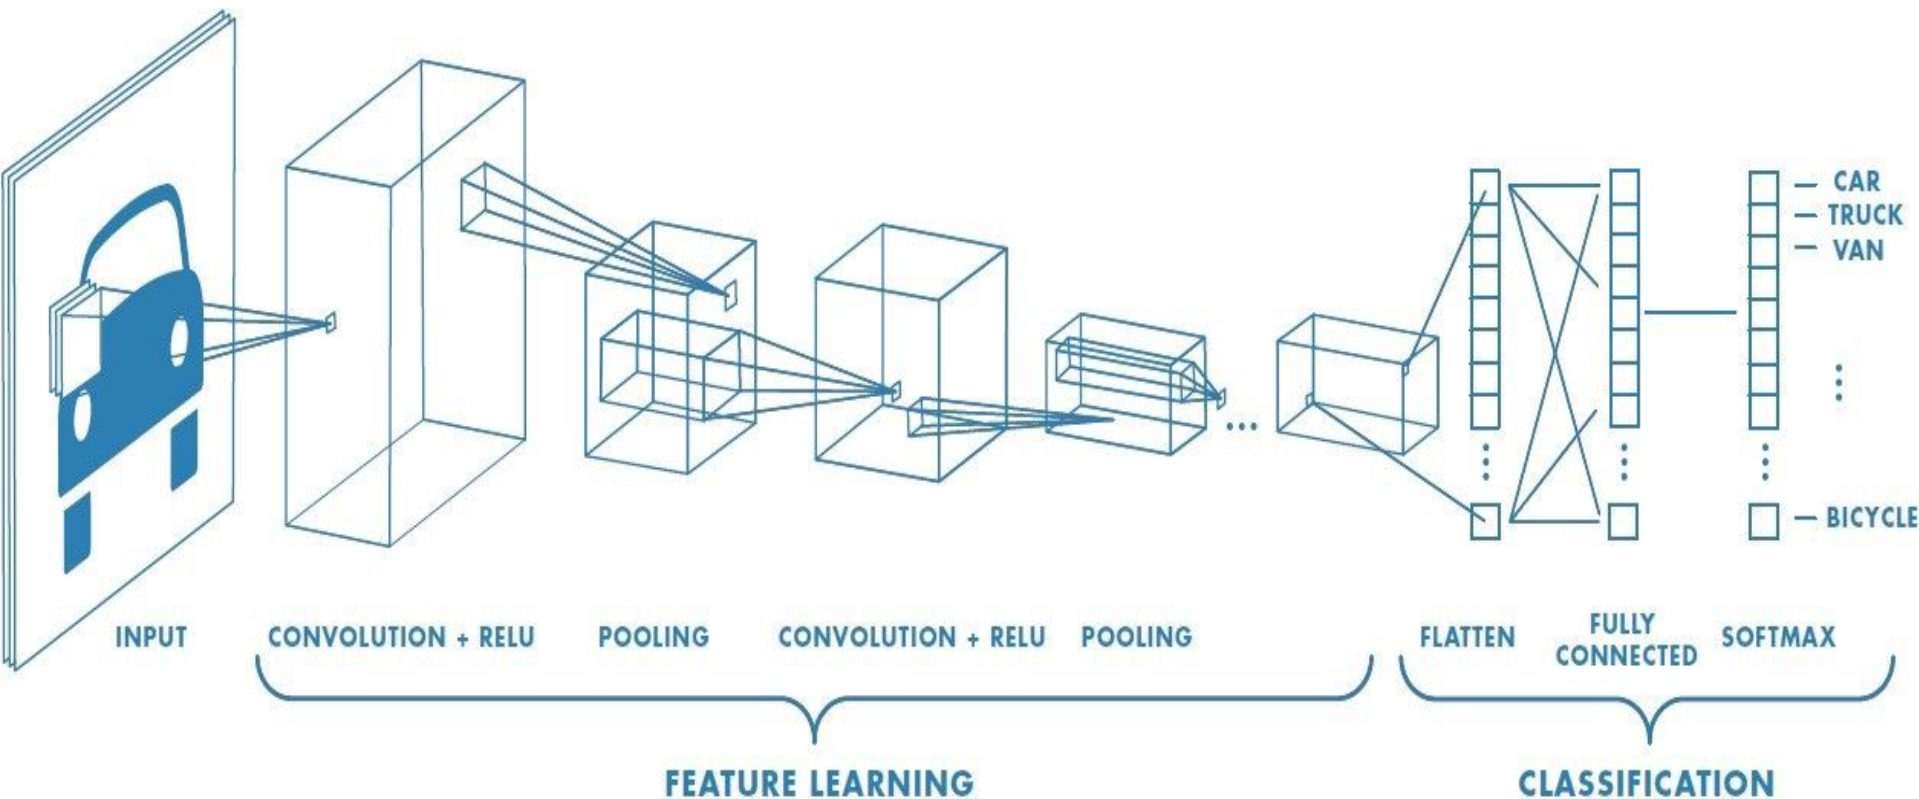 CAR
TRUCK
VAN
BICYCLE
INPUT
CONVOLUTION + RELU
POOLING
CONVOLUTION + RELU
POOLING
FLATTEN
FULLY
CONNECTED
SOFTMAX
FEATURE LEARNING
CLASSIFICATION